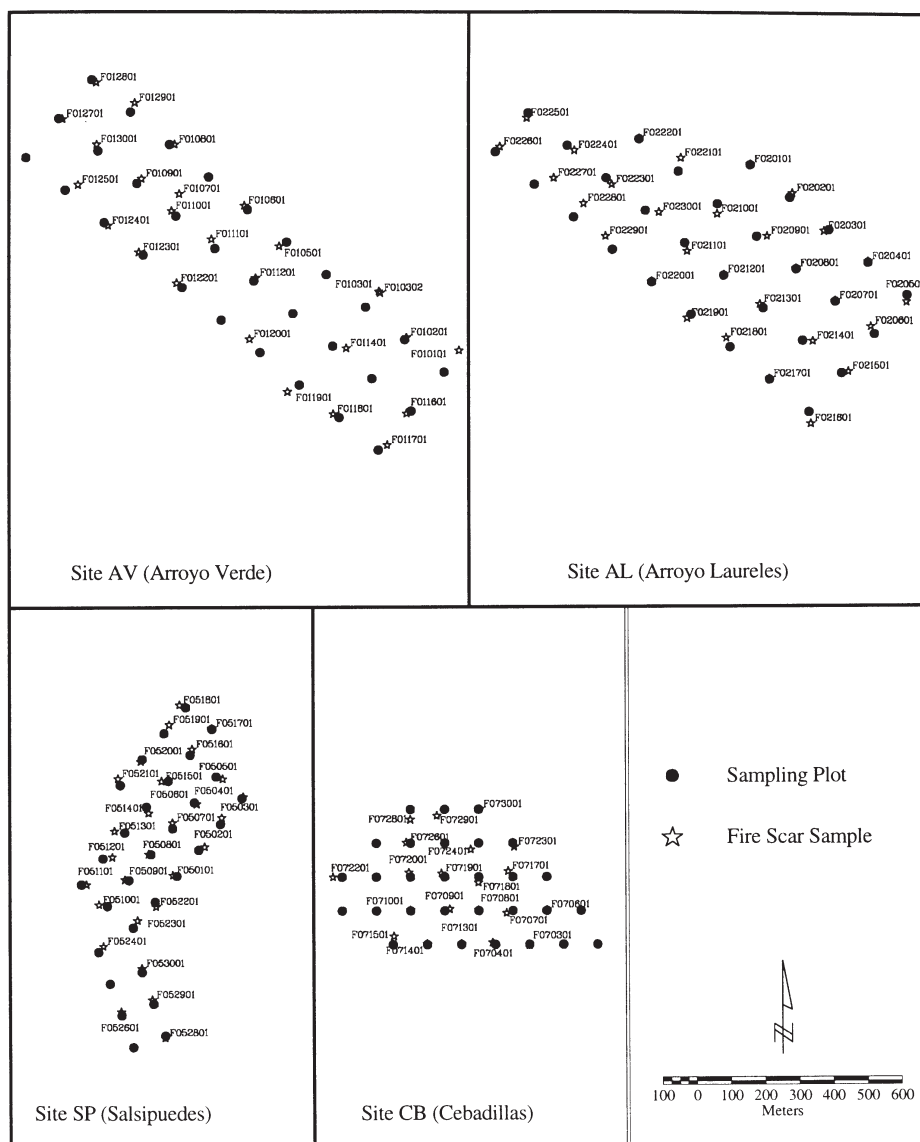 F012801
F012901
F012701
F013001
F010801
F012501
F010901
F010701
F011001
F010601
F012401
F011101
F012301
F010501
F012201
F011201
F010301
F010302
F012001
F011401
F010201
F010101
F011901
F011801
F011601
F011701
Site AV (Arroyo Verde)
F022501
F022601
F022401
F022201
F022101
F020101
F022701
F022301
F020201
F022801
F023001
F021001
F022901
F021101
F020901
F020301
F022001
F021201
F020801
F020401
F021901
F021301
F020701
F020601
F021801
F021401
F021701
F021501
F021601
Site AL (Arroyo Laureles)
F051801
F051901
F051701
F052001
F051601
F052101
F051501
F050501
F050601
F050401
F051401
F050301
F051301
F050701
F050201
F051201
F050801
F051101
F050901
F050101
F051001
F052201
F052301
F052401
F053001
F052901
F052601
F052801
Site SP (Salsipuedes)
F073001
F072801
F072901
F072601
F072401
F072301
F072001
F072201
F071901
F071701
F071801
F071001
F070901
F070801
F070601
F070701
F071501
F071301
F071401
F070401
F070301
Site CB (Cebadillas)
Sampling Plot
Fire Scar Sample
N
100 0 100 200 300 400 500 600
Meters